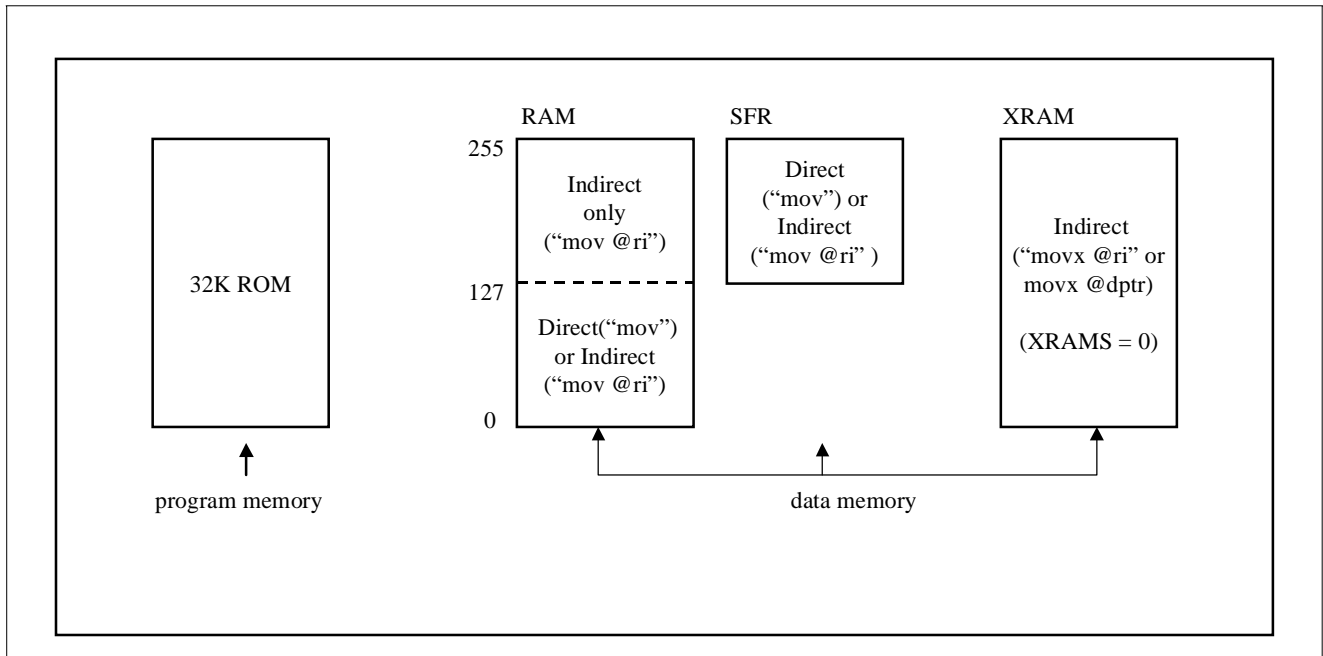 32K ROM
program memory
RAM
255
Indirect
only
(“mov @ri”)
127
Direct(“mov”)
or Indirect
(“mov @ri”)
0
SFR
Direct
(“mov”) or
Indirect
(“mov @ri” )
XRAM
Indirect
(“movx @ri” or
movx @dptr)
(XRAMS = 0)
data memory